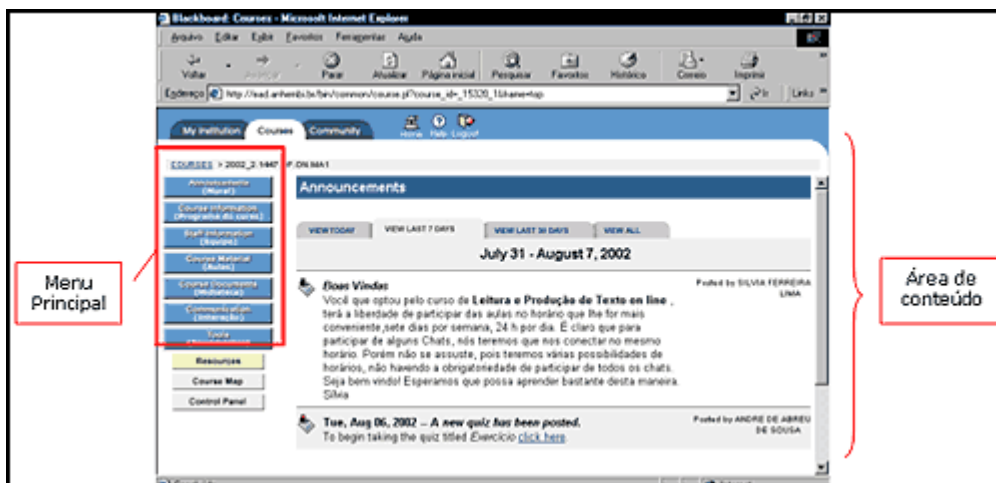 Blackboard: Courses - Microsoft Internet Explorer
Arquivo Editar Exibir Favoritos Ferramentas Ajuda
Voltar Avançar Parar Atualizar Página inicial Pesquisar Favoritos Histórico Correio Imprimir
Endereço Ir Links
My Institution Courses Community Home Help Logout
COURSES > 2002_2.1447
Announcements
(Mural)
Course Information
(Programa do curso)
Staff Information
(Equipe)
Course Material
(Aulas)
Course Documents
(Midiateca)
Communication
(Interação)
Tools
Resources
Course Map
Control Panel
Menu
Principal
Announcements
VIEW TODAY VIEW LAST 7 DAYS VIEW LAST 30 DAYS VIEW ALL
July 31 - August 7, 2002
Boas Vindas
Posted by SILVIA FERREIRA
LIMA
Você que optou pelo curso de Leitura e Produção de Texto on line ,
terá a liberdade de participar das aulas no horário que lhe for mais
conveniente,sete dias por semana, 24 h por dia. É claro que para
participar de alguns Chats, nós teremos que nos conectar no mesmo
horário. Porém não se assuste, pois teremos várias possibilidades de
horários, não havendo a obrigatoriedade de participar de todos os chats.
Seja bem vindo! Esperamos que possa aprender bastante desta maneira.
Silvia
Tue, Aug 06, 2002 -- A new quiz has been posted.
Posted by ANDRE DE ABREU
DE SOUSA
To begin taking the quiz titled Exercício click here.
Área de
conteúdo